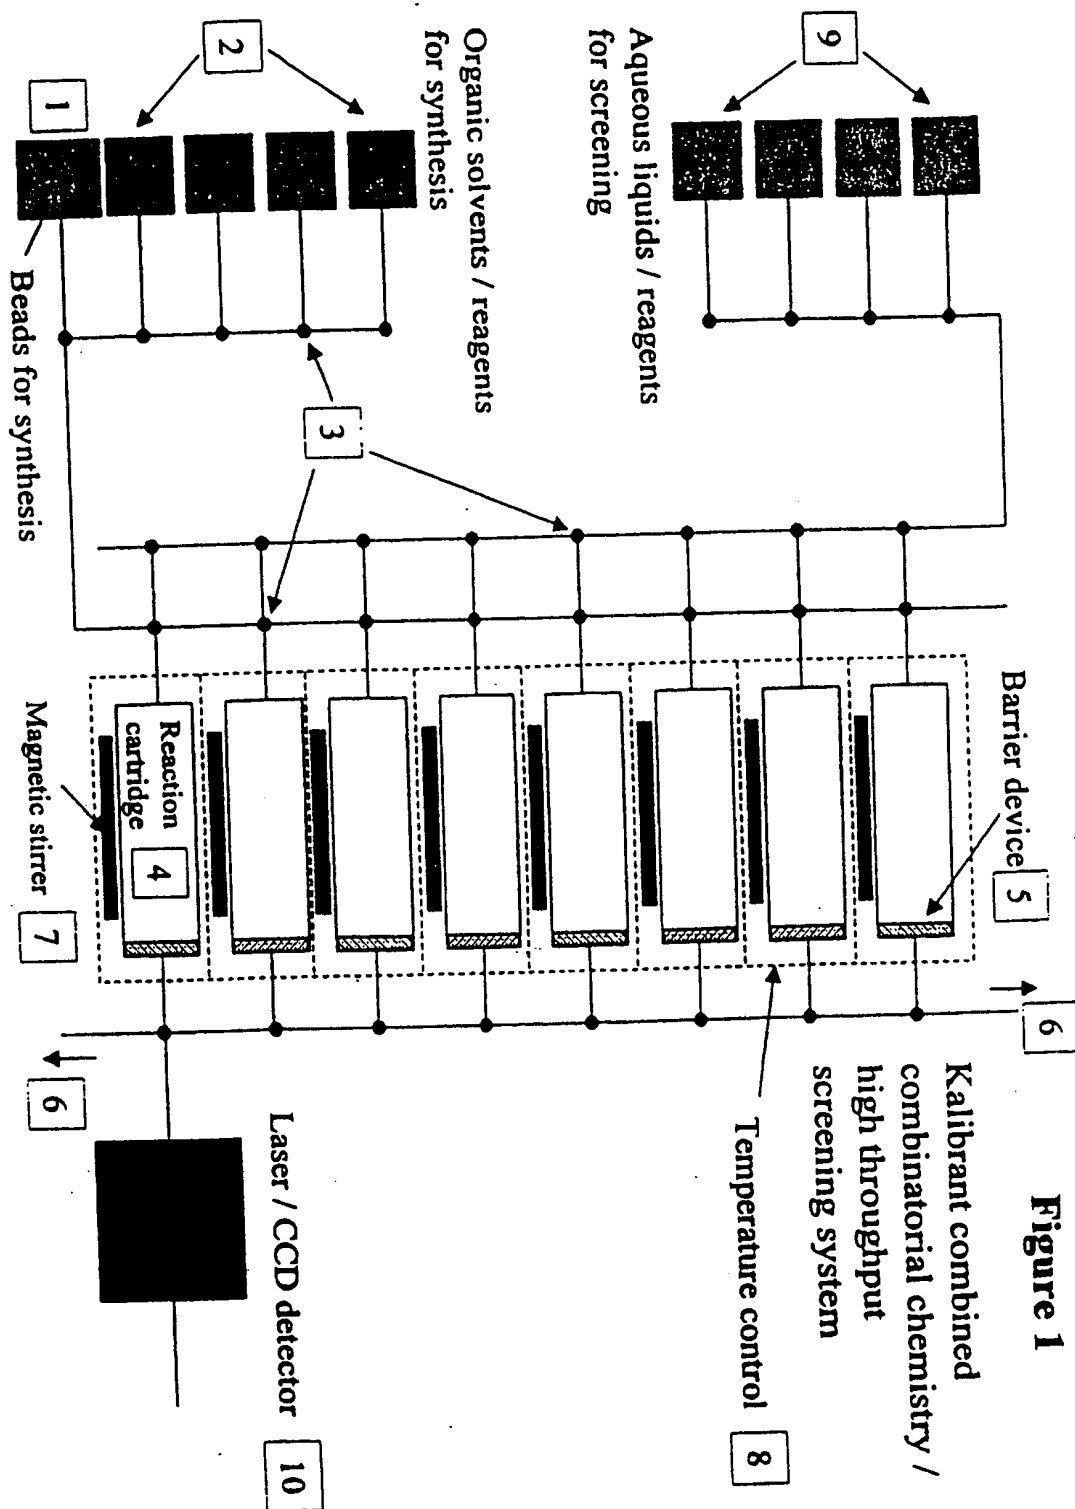 Figure 1
Kalibrant combined
combinatorial chemistry /
high throughput
screening system
6
Barrier device 5
9
Aqueous liquids / reagents
for screening
Temperature control 8
2
Organic solvents / reagents
for synthesis
3
Laser / CCD detector 10
1
Beads for synthesis
Reaction
cartridge 4
Magnetic stirrer 7
6